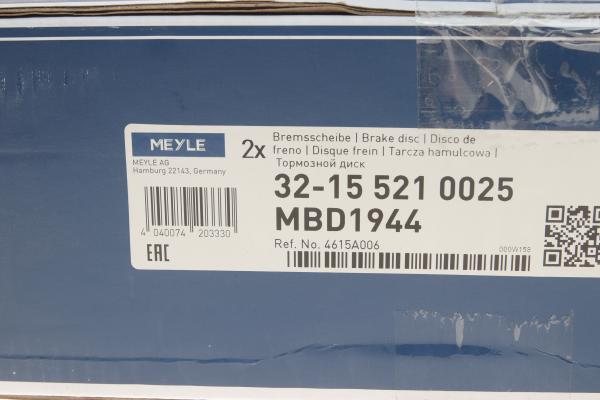 MEYLE
MEYLE AG
Hamburg 22143, Germany
2x
Bremsscheibe | Brake disc | Disco de
freno | Disque frein | Tarcza hamulcowa |
Тормозной диск
32-15 521 0025
MBD1944
Ref. No. 4615A006
000W158
4 040074 203330
EAC